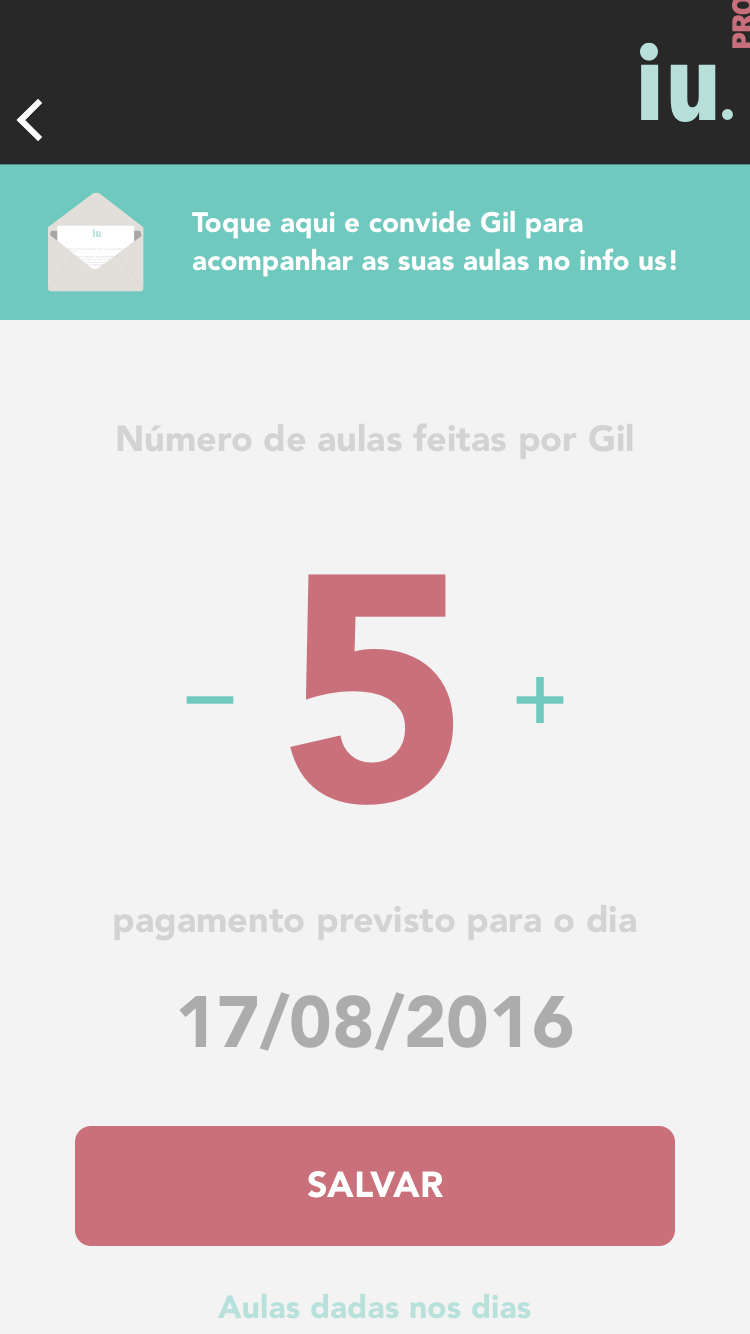 PRO
iu.
Toque aqui e convide Gil para
acompanhar as suas aulas no info us!
Número de aulas feitas por Gil
− 5 +
pagamento previsto para o dia
17/08/2016
SALVAR
Aulas dadas nos dias